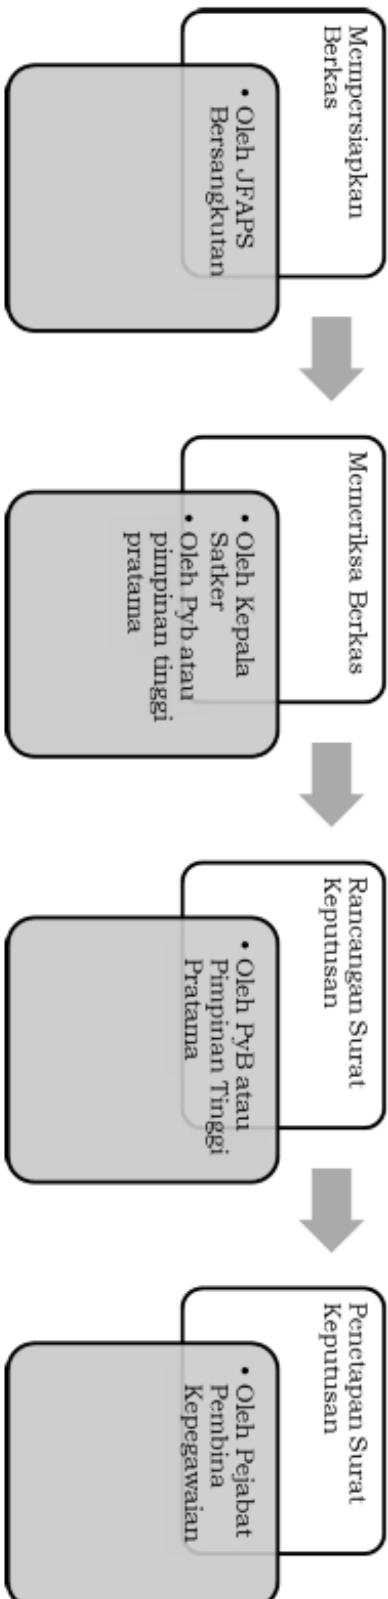 Mempersiapkan
Berkas
• Oleh JFAPS
Bersangkutan
Memeriksa Berkas
• Oleh Kepala
Satker
• Oleh Pyb atau
pimpinan tinggi
pratama
Rancangan Surat
Keputusan
• Oleh PyB atau
Pimpinan Tinggi
Pratama
Penetapan Surat
Keputusan
• Oleh Pejabat
Pembina
Kepegawaian